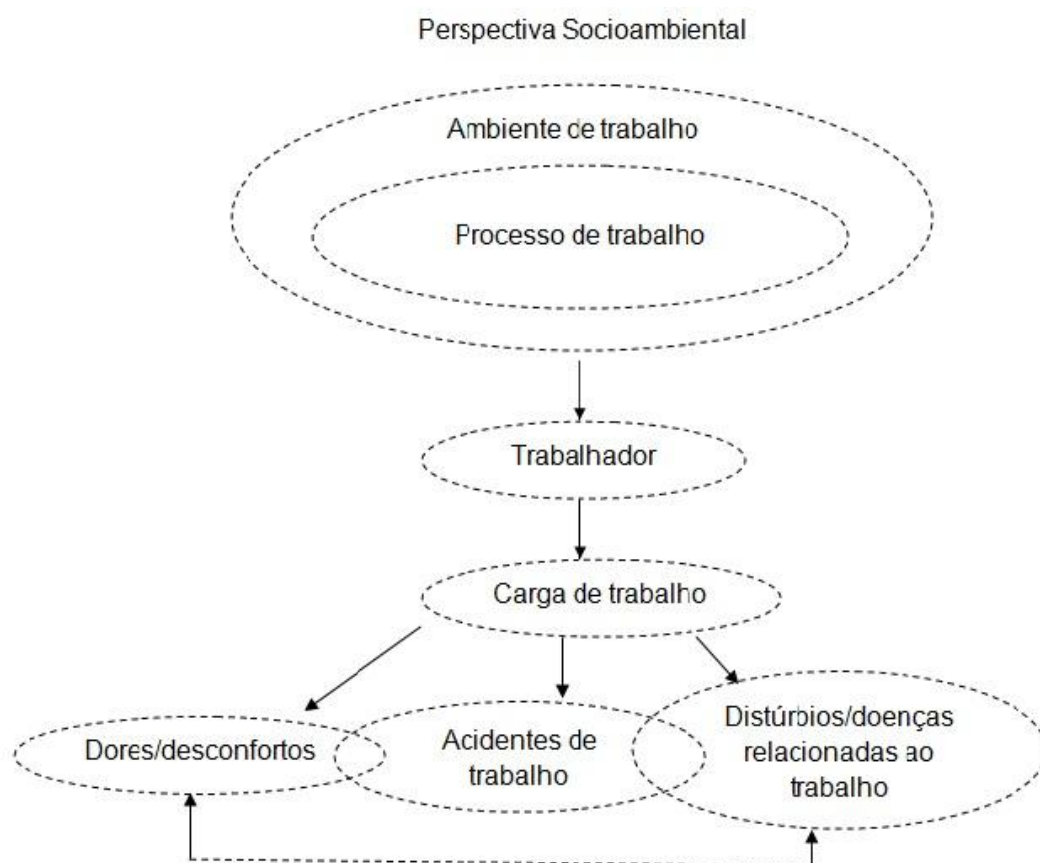 Perspectiva Socioambiental
Ambiente de trabalho
Processo de trabalho
Trabalhador
Carga de trabalho
Dores/desconfortos
Acidentes de
trabalho
Distúrbios/doenças
relacionadas ao
trabalho